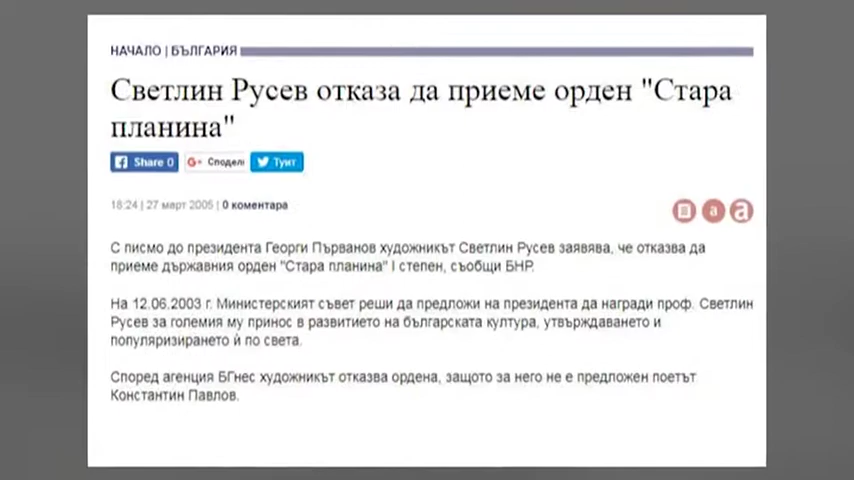 НАЧАЛО | БЪЛГАРИЯ
Светлин Русев отказа да приеме орден "Стара
планина"
Share 0
G+ Сподели
Туит
18:24 | 27 март 2005 | 0 коментара
a
a
С писмо до президента Георги Първанов художникът Светлин Русев заявява, че отказва да
приеме държавния орден "Стара планина" I степен, съобщи БНР.
На 12.06.2003 г. Министерският съвет реши да предложи на президента да награди проф. Светлин
Русев за големия му принос в развитието на българската култура, утвърждаването и
популяризирането ѝ по света.
Според агенция БГнес художникът отказва ордена, защото за него не е предложен поетът
Константин Павлов.